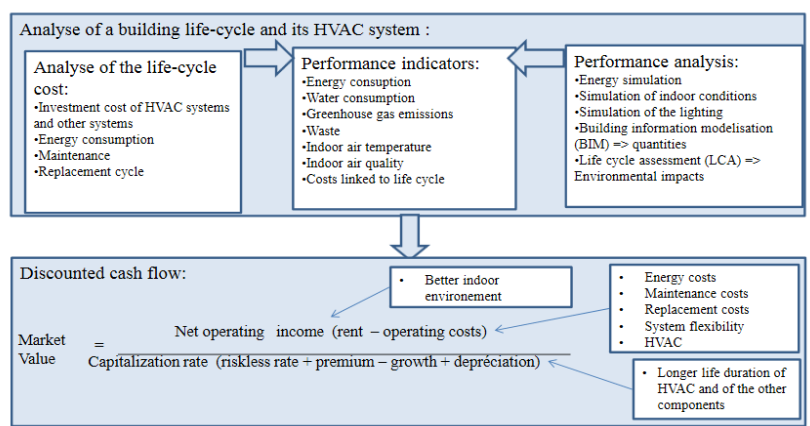 Analyse of a building life-cycle and its HVAC system :
Analyse of the life-cycle
cost:
•Investment cost of HVAC systems
and other systems
•Energy consumption
•Maintenance
•Replacement cycle
Performance indicators:
•Energy consuption
•Water consumption
•Greenhouse gas emissions
•Waste
•Indoor air temperature
•Indoor air quality
•Costs linked to life cycle
Performance analysis:
•Energy simulation
•Simulation of indoor conditions
•Simulation of the lighting
•Building information modelisation
(BIM) => quantities
•Life cycle assessment (LCA) =>
Environmental impacts
Discounted cash flow:
• Better indoor
environement
• Energy costs
• Maintenance costs
• Replacement costs
• System flexibility
• HVAC
Market
Value
=
Net operating income (rent – operating costs)
Capitalization rate (riskless rate + premium – growth + depréciation)
• Longer life duration of
HVAC and of the other
components